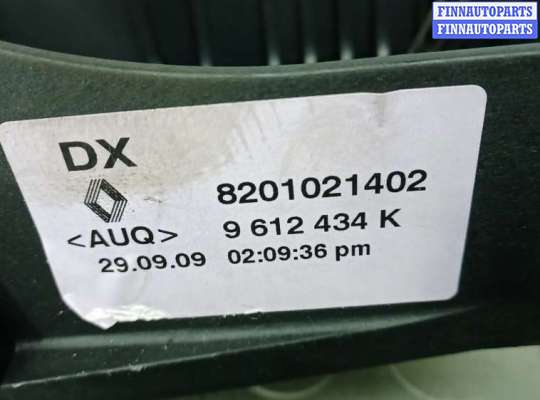 FINNAUTOPARTS
FINNAUTOPARTS
DX
8201021402
<AUQ> 9 612 434 K
29.09.09 02:09:36 pm